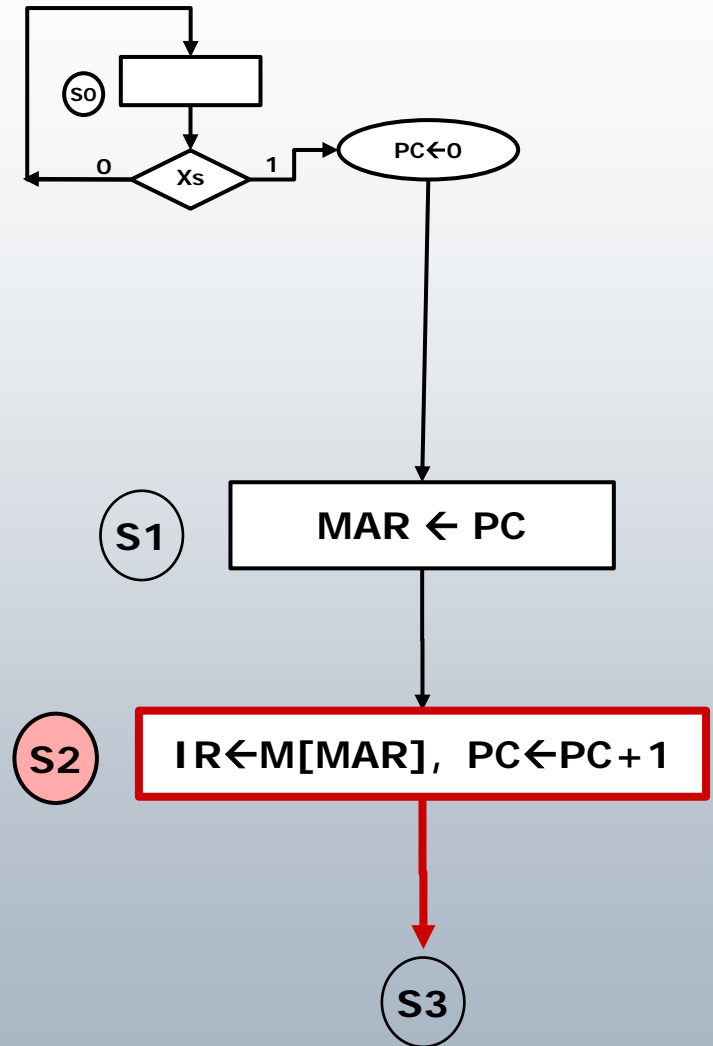 S0
0
Xs
1
PC←0
S1
MAR ← PC
S2
IR←M[MAR], PC←PC+1
S3